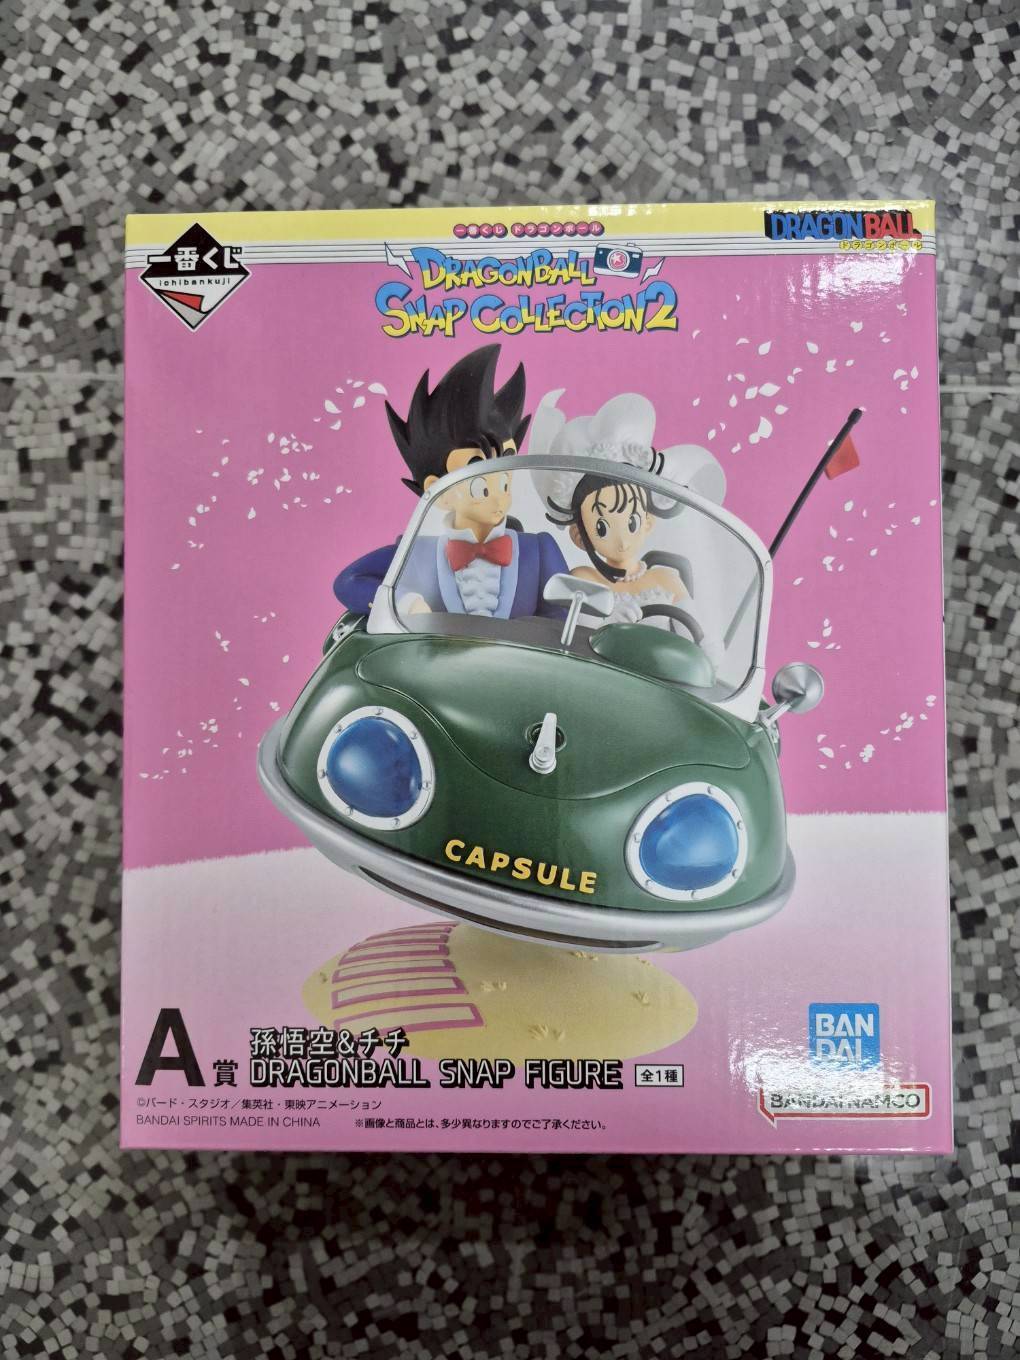 一番くじ ドラゴンボール
DRAGON BALL
ドラゴンボール
一番くじ
ichibankuji
DRAGONBALL
SNAP COLLECTION 2
CAPSULE
A賞
孫悟空&チチ
DRAGONBALL SNAP FIGURE 全1種
©バード・スタジオ/集英社・東映アニメーション
BANDAI SPIRITS MADE IN CHINA
※画像と商品とは、多少異なりますのでご了承ください。
BAN
DAI
BANDAI NAMCO